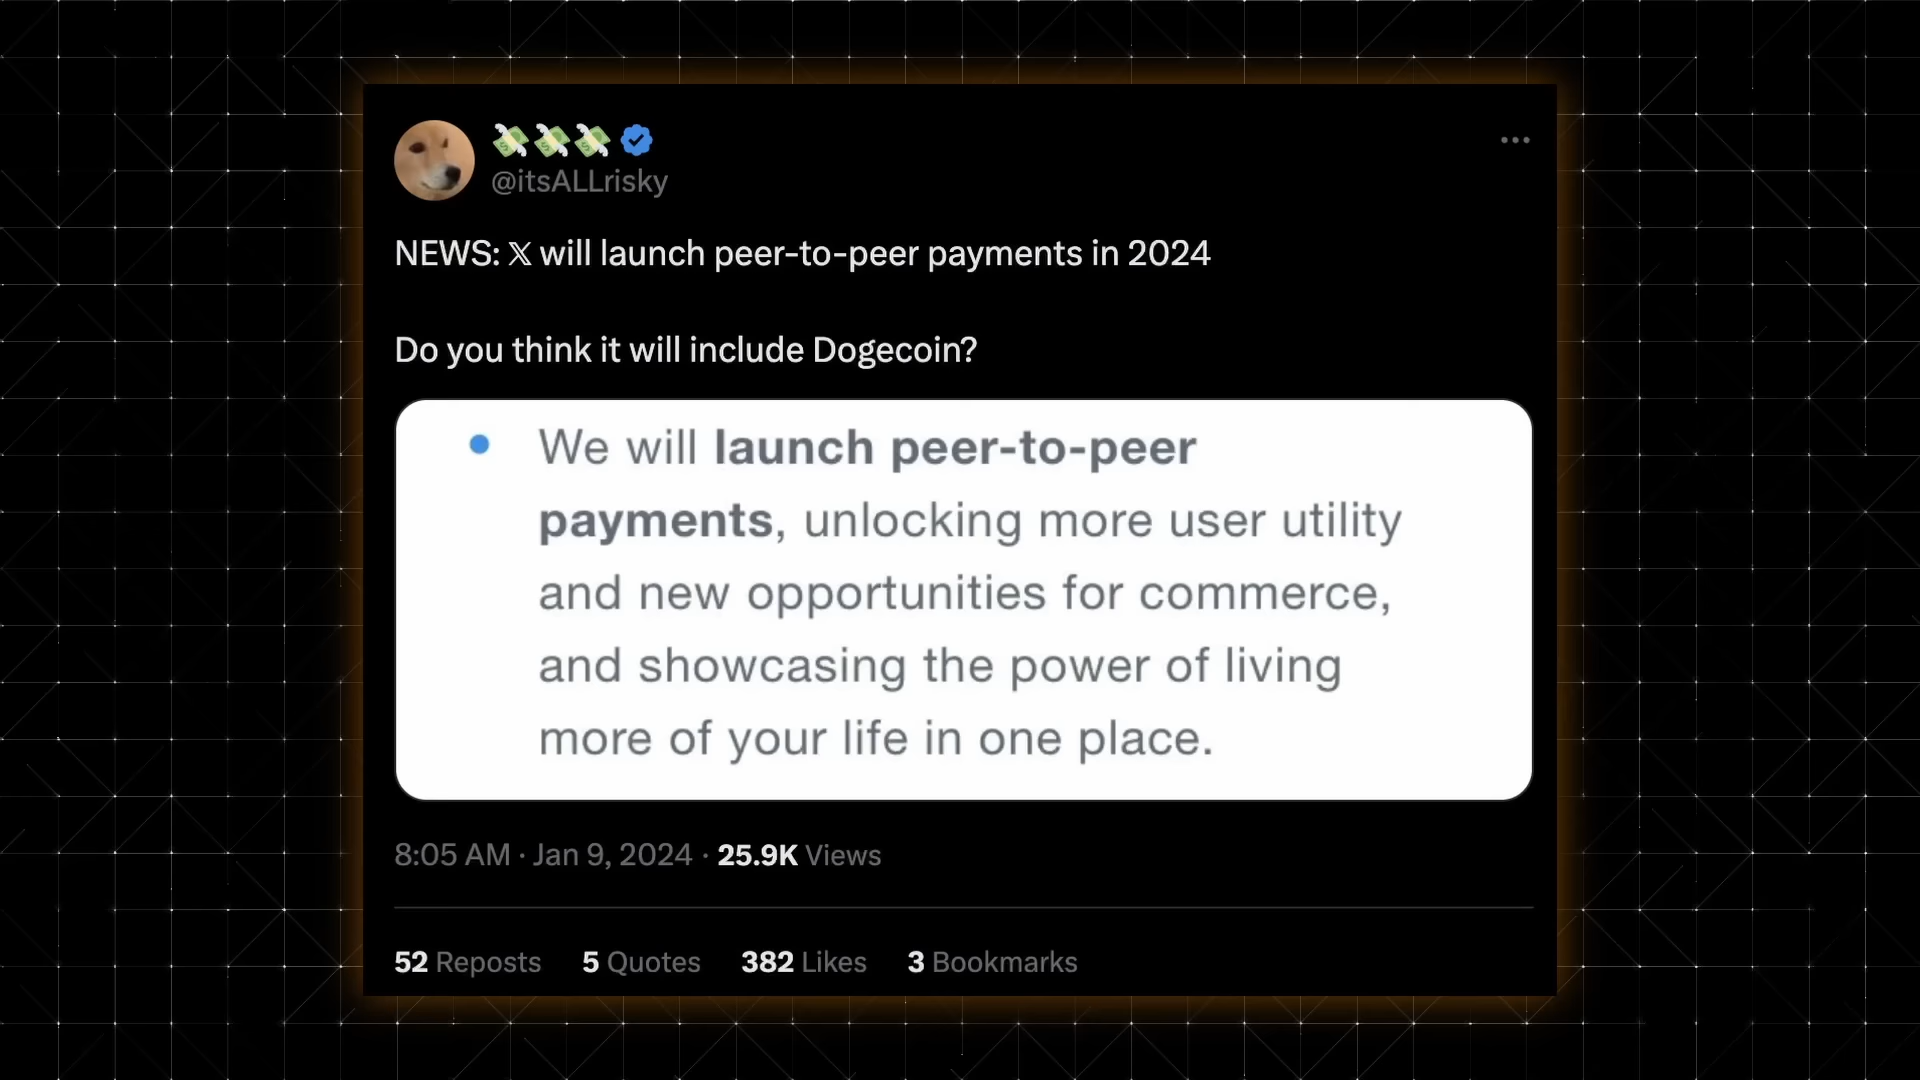 💸💸💸
@itsALLrisky
NEWS: 𝕏 will launch peer-to-peer payments in 2024
Do you think it will include Dogecoin?
• We will launch peer-to-peer
payments, unlocking more user utility
and new opportunities for commerce,
and showcasing the power of living
more of your life in one place.
8:05 AM · Jan 9, 2024 · 25.9K Views
52 Reposts 5 Quotes 382 Likes 3 Bookmarks